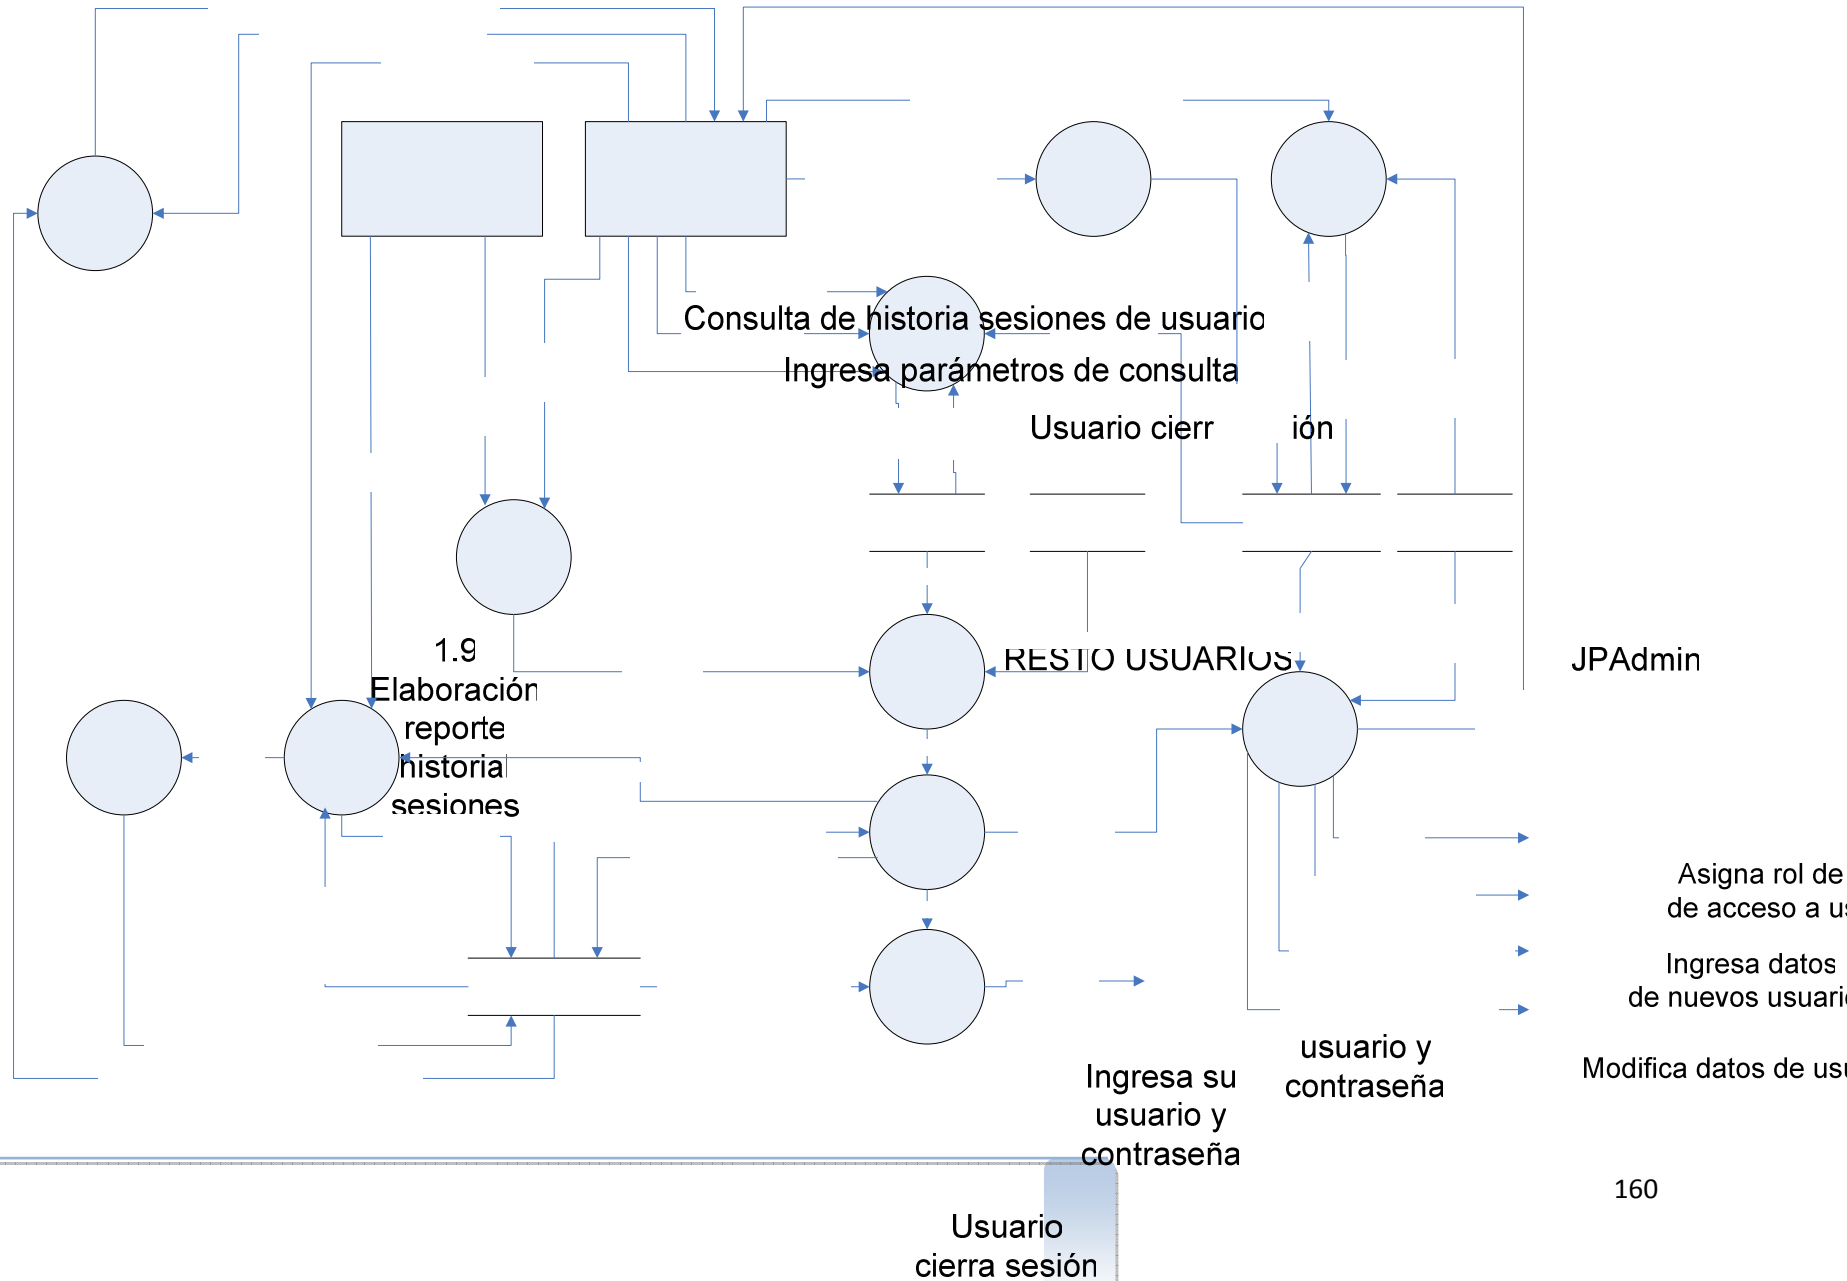 Consulta de historia sesiones de usuario
Ingresa parámetros de consulta
Usuario cierr ión
1.9
Elaboración
reporte
historial
sesiones
RESTO USUARIOS
JPAdmin
Asigna rol de
de acceso a us
Ingresa datos
de nuevos usuari
Modifica datos de usu
usuario y
contraseña
Ingresa su
usuario y
contraseña
160
Usuario
cierra sesión